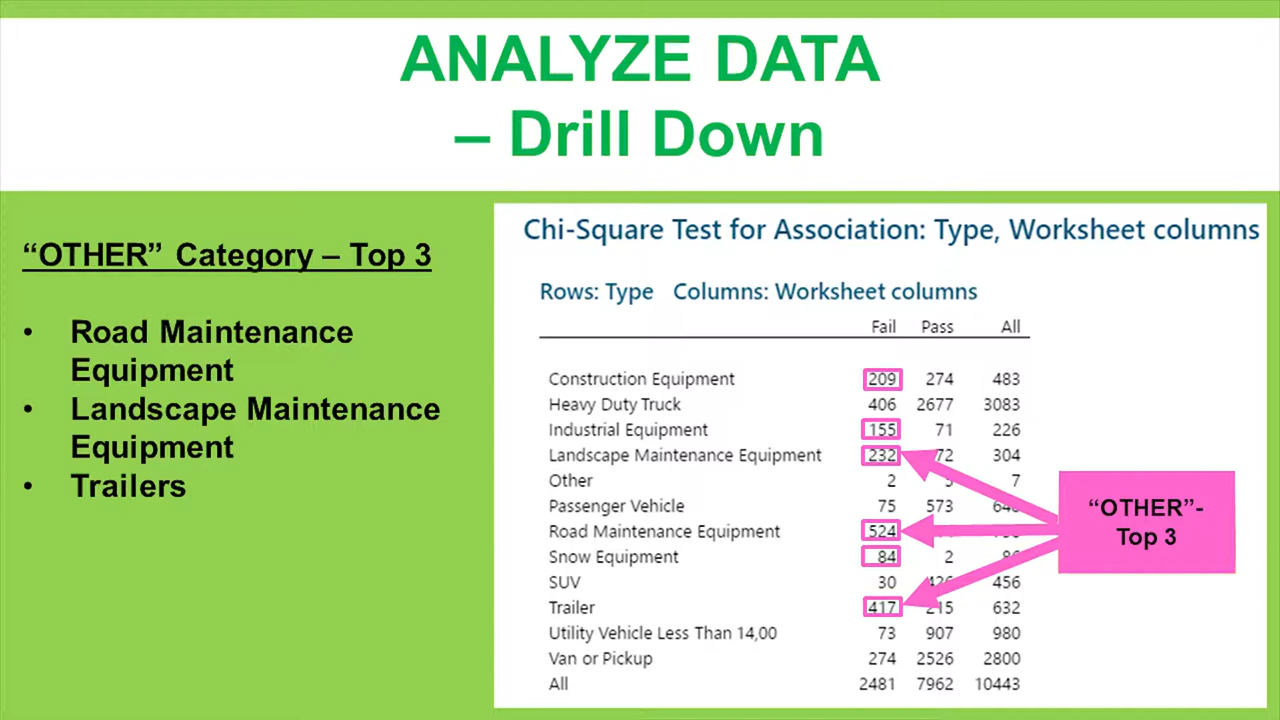 ANALYZE DATA
– Drill Down
“OTHER” Category – Top 3
• Road Maintenance
Equipment
• Landscape Maintenance
Equipment
• Trailers
Chi-Square Test for Association: Type, Worksheet columns
Rows: Type Columns: Worksheet columns
Fail Pass All
Construction Equipment 209 274 483
Heavy Duty Truck 406 2677 3083
Industrial Equipment 155 71 226
Landscape Maintenance Equipment 232 72 304
Other 2 7
Passenger Vehicle 75 573
Road Maintenance Equipment 524
Snow Equipment 84 2
SUV 30 426 456
Trailer 417 215 632
Utility Vehicle Less Than 14,00 73 907 980
Van or Pickup 274 2526 2800
All 2481 7962 10443
“OTHER”-
Top 3